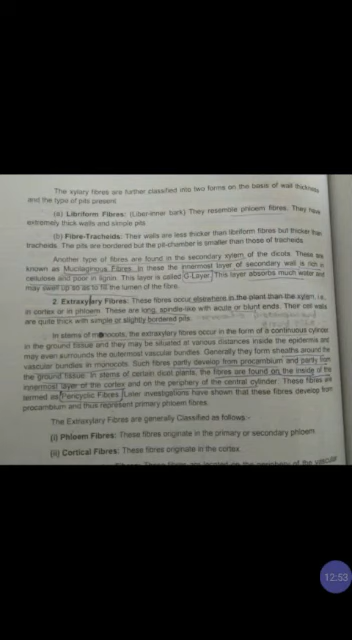 The xylary fibres are further classified into two forms on the basis of wall thickness
and the type of pits present
(a) Libriform Fibres: (Liber-inner bark) They resemble phloem fibres. They have
extremely thick walls and simple pits
(b) Fibre-Tracheids: Their walls are less thicker than libriform fibres but thicker than
tracheids. The pits are bordered but the pit-chamber is smaller than those of tracheids
Another type of fibres are found in the secondary xylem of the dicots. These are
known as Mucilaginous Fibres. In these the innermost layer of secondary wall is rich in
cellulose and poor in lignin. This layer is called G-Layer. This layer absorbs much water and
may swell up so as to fill the lumen of the fibre.
2. Extraxylary Fibres: These fibres occur elsewhere in the plant than the xylem, i.e.,
in cortex or in phloem. These are long, spindle-like with acute or blunt ends. Their cell walls
are quite thick with simple or slightly bordered pits.
In stems of monocots, the extraxylary fibres occur in the form of a continuous cylinder
in the ground tissue and they may be situated at various distances inside the epidermis and
may even surrounds the outermost vascular bundles. Generally they form sheaths around the
vascular bundles in monocots. Such fibres partly develop from procambium and partly from
the ground tissue. In stems of certain dicot plants, the fibres are found on the inside of the
innermost layer of the cortex and on the periphery of the central cylinder. These fibres are
termed as Pericyclic Fibres. Later investigations have shown that these fibres develop from
procambium and thus represent primary phloem fibres.
The Extraxylary Fibres are generally Classified as follows:-
(i) Phloem Fibres: These fibres originate in the primary or secondary phloem.
(ii) Cortical Fibres: These fibres originate in the cortex.
These fibres are located on the periphery of the vascular
12:53